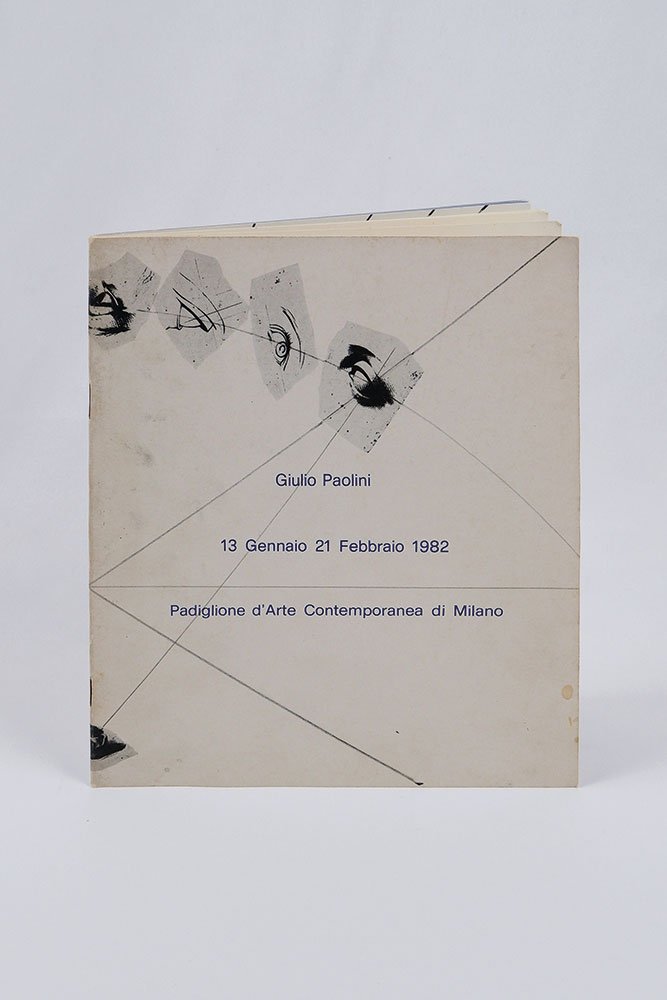 Giulio Paolini
13 Gennaio 21 Febbraio 1982
Padiglione d'Arte Contemporanea di Milano